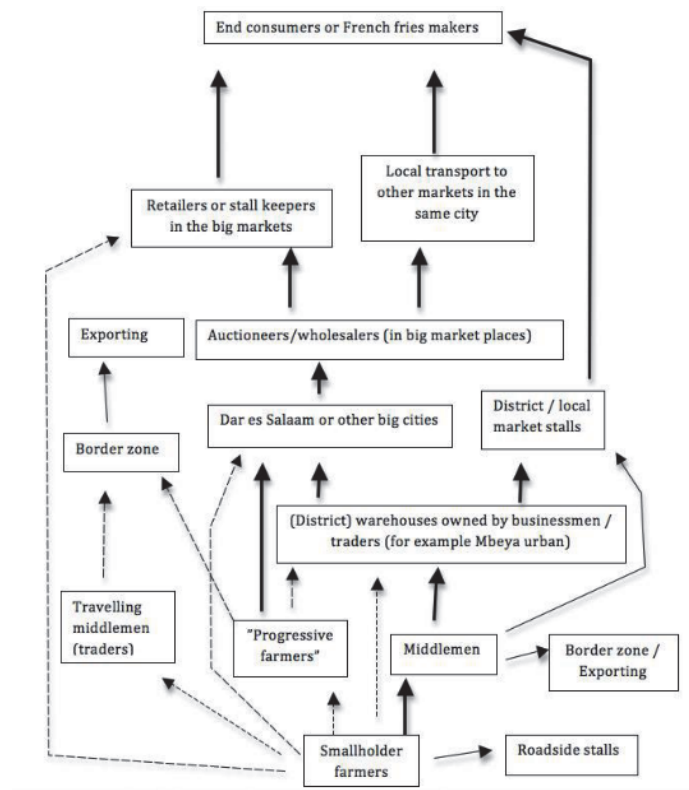 End consumers or French fries makers
Local transport to
other markets in the
same city
Retailers or stall keepers
in the big markets
Exporting
Auctioneers/wholesalers (in big market places)
District / local
market stalls
Dar es Salaam or other big cities
Border zone
(District) warehouses owned by businessmen /
traders (for example Mbeya urban)
Travelling
middlemen
(traders)
"Progressive
farmers"
Middlemen
Border zone /
Exporting
Smallholder
farmers
Roadside stalls